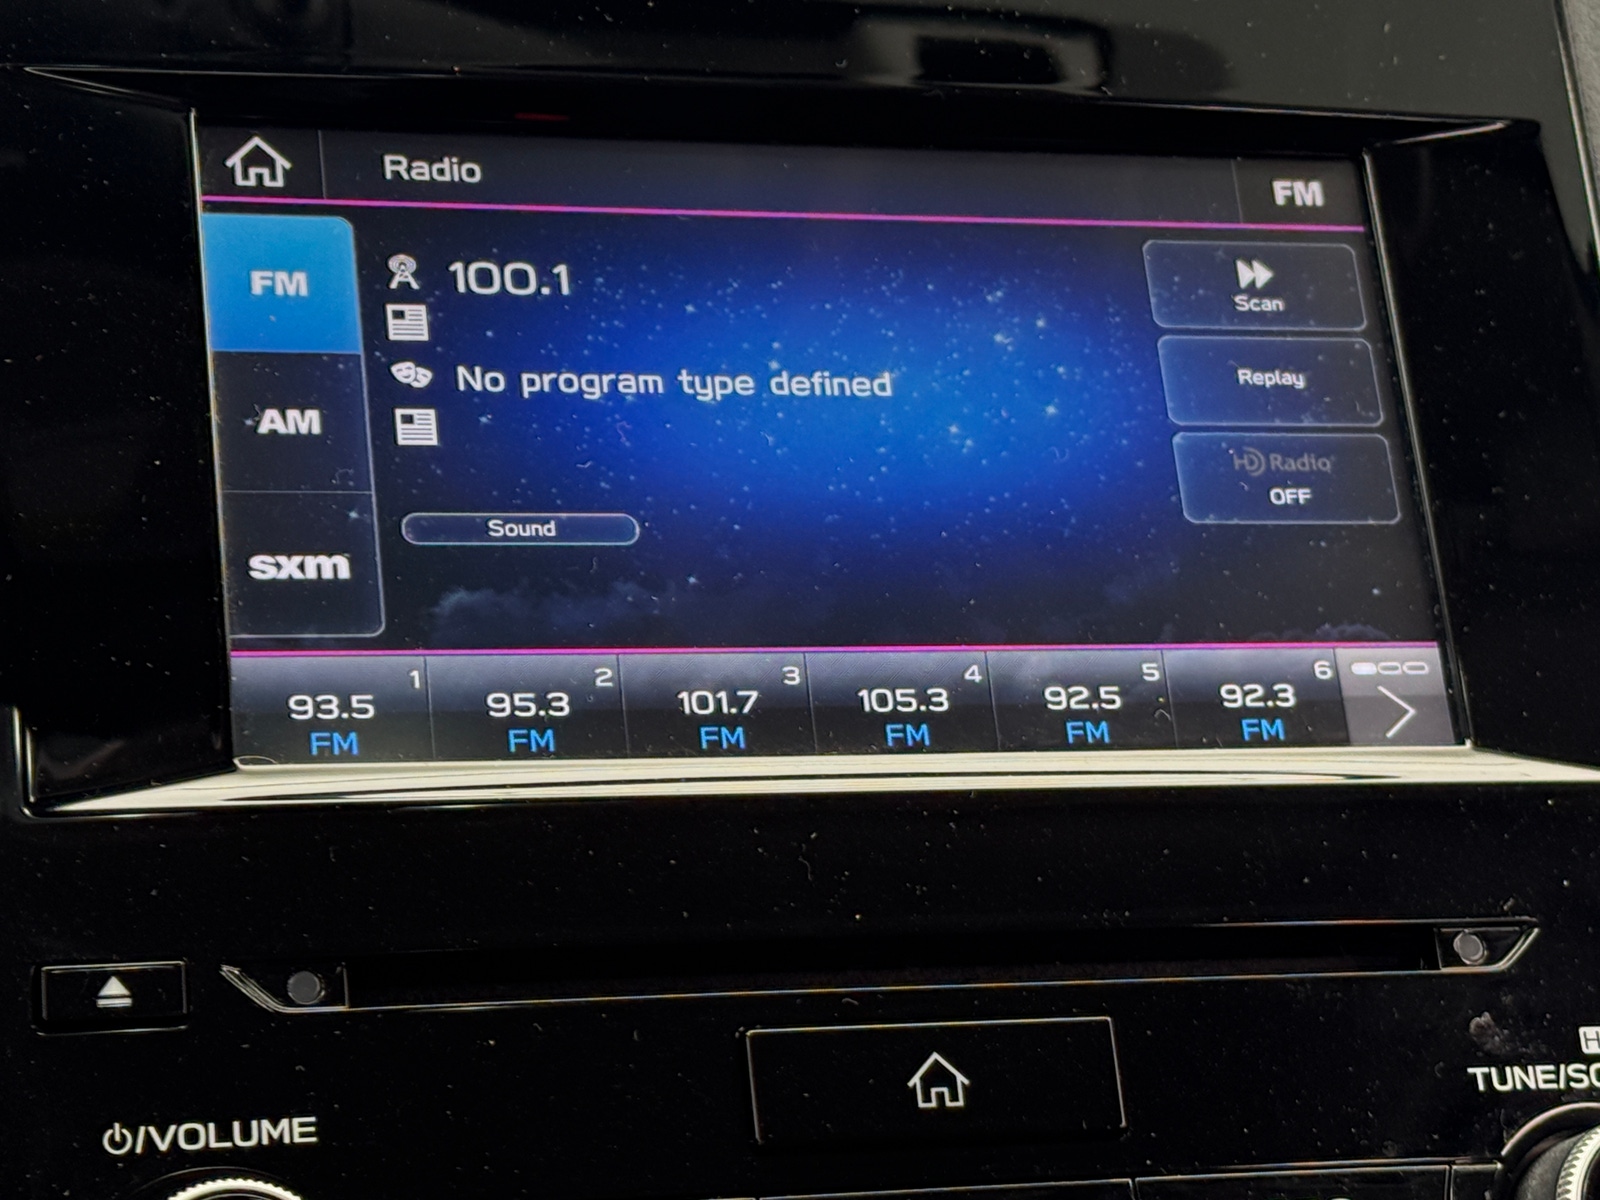 Radio
FM
FM
100.1
Scan
No program type defined
Replay
AM
HD Radio
OFF
Sound
sxm
1 2 3 4 5 6
93.5 95.3 101.7 105.3 92.5 92.3
FM FM FM FM FM FM
TUNE/SC
/VOLUME